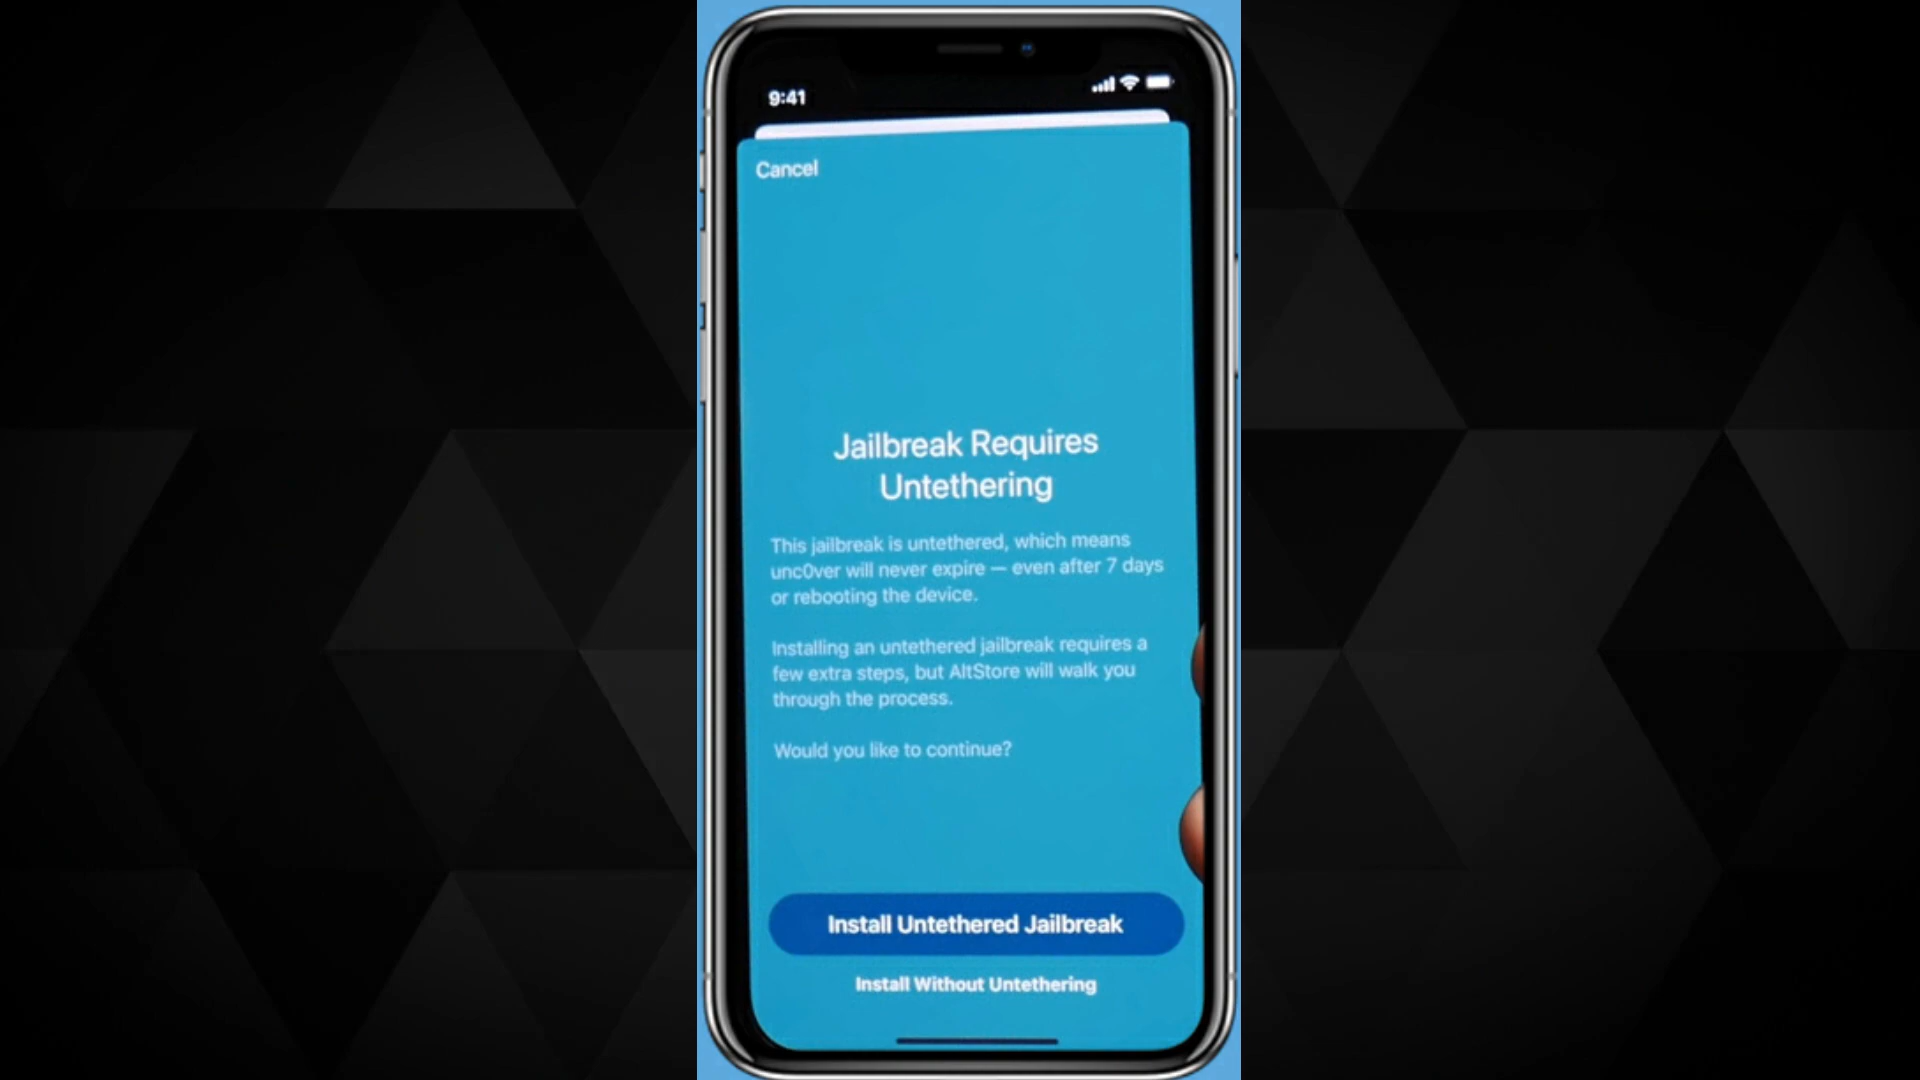 9:41
Cancel
Jailbreak Requires
Untethering
This jailbreak is untethered, which means
unc0ver will never expire — even after 7 days
or rebooting the device.
Installing an untethered jailbreak requires a
few extra steps, but AltStore will walk you
through the process.
Would you like to continue?
Install Untethered Jailbreak
Install Without Untethering